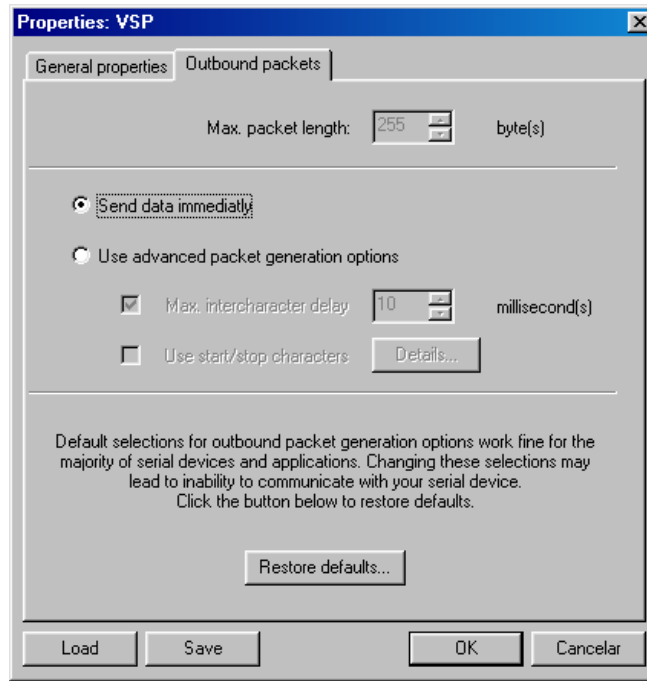 Properties: VSP
General properties
Outbound packets
Max. packet length: 255 byte(s)
Send data immediatly
Use advanced packet generation options
Max. intercharacter delay 10 millisecond(s)
Use start/stop characters Details...
Default selections for outbound packet generation options work fine for the
majority of serial devices and applications. Changing these selections may
lead to inability to communicate with your serial device.
Click the button below to restore defaults.
Restore defaults...
Load Save OK Cancelar